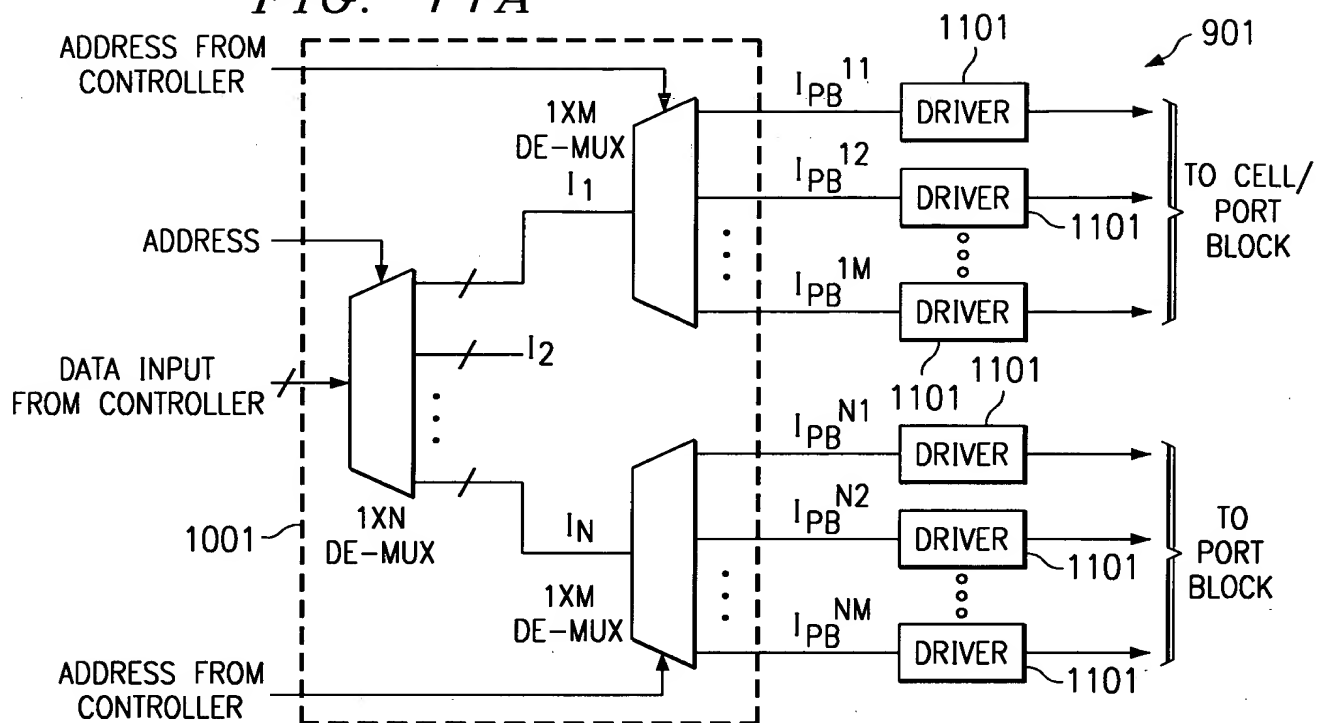 FIG. 11A
ADDRESS FROM
CONTROLLER
1XM
DE-MUX
I1
ADDRESS
I2
DATA INPUT
FROM CONTROLLER
1XN
DE-MUX
1001
IN
1XM
DE-MUX
ADDRESS FROM
CONTROLLER
1101
901
IPB11
DRIVER
IPB12
DRIVER
1101
IPB1M
DRIVER
1101
TO CELL/
PORT
BLOCK
1101
IPBN1
DRIVER
IPBN2
DRIVER
1101
IPBNM
DRIVER
1101
TO
PORT
BLOCK